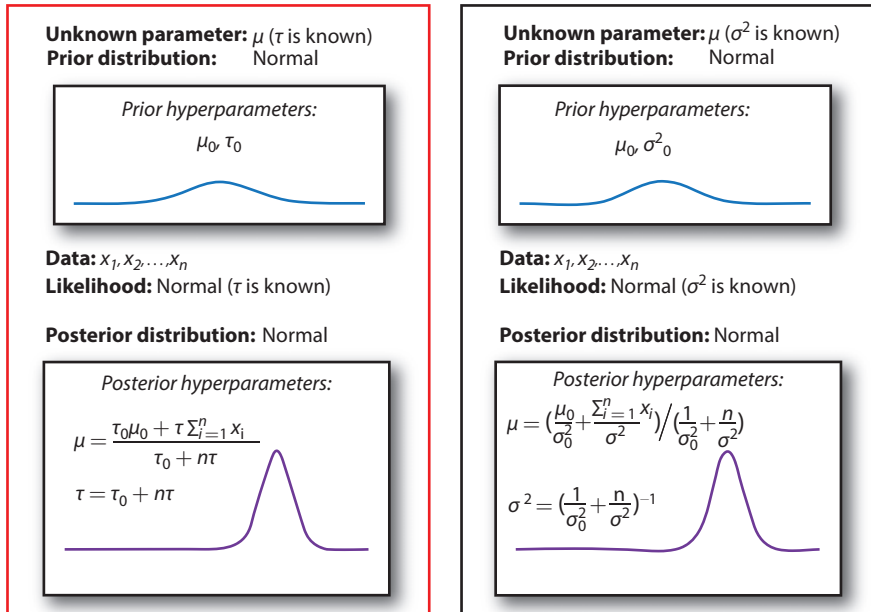 Unknown parameter: μ (τ is known)
Prior distribution: Normal
Prior hyperparameters:
μ₀, τ₀
Data: x₁, x₂,…,xₙ
Likelihood: Normal (τ is known)
Posterior distribution: Normal
Posterior hyperparameters:
μ = (τ₀μ₀ + τ Σⁿᵢ₌₁ xᵢ) / (τ₀ + nτ)
τ = τ₀ + nτ
Unknown parameter: μ (σ² is known)
Prior distribution: Normal
Prior hyperparameters:
μ₀, σ²₀
Data: x₁, x₂,…,xₙ
Likelihood: Normal (σ² is known)
Posterior distribution: Normal
Posterior hyperparameters:
μ = (μ₀/σ₀² + Σⁿᵢ₌₁ xᵢ/σ²) / (1/σ₀² + n/σ²)
σ² = (1/σ₀² + n/σ²)⁻¹